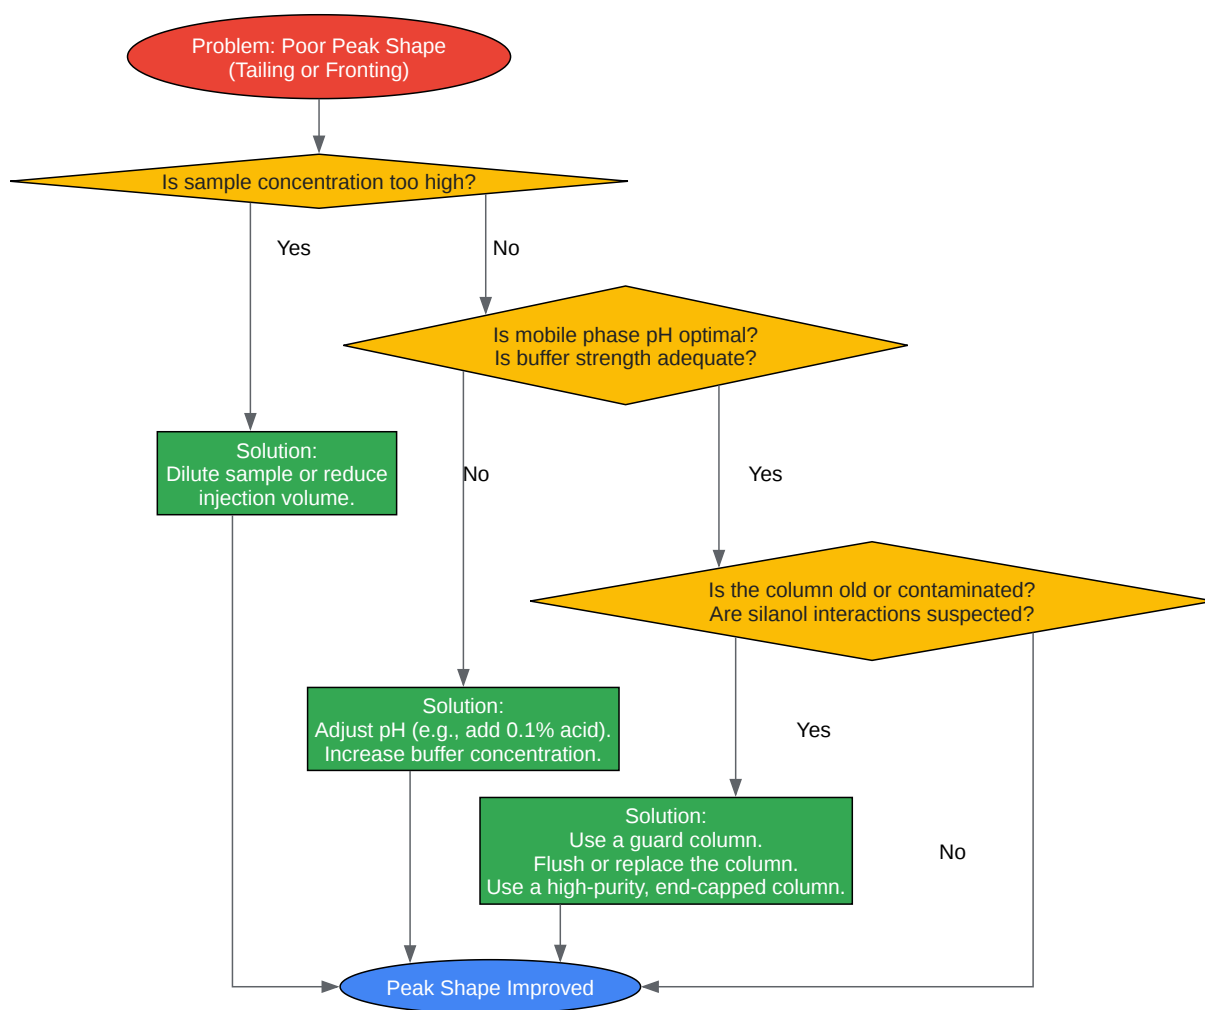 Problem: Poor Peak Shape
(Tailing or Fronting)
Is sample concentration too high?
Yes
No
Is mobile phase pH optimal?
Is buffer strength adequate?
Solution:
Dilute sample or reduce
injection volume.
No
Yes
Is the column old or contaminated?
Are silanol interactions suspected?
Solution:
Adjust pH (e.g., add 0.1% acid).
Increase buffer concentration.
Yes
Solution:
Use a guard column.
Flush or replace the column.
Use a high-purity, end-capped column.
No
Peak Shape Improved